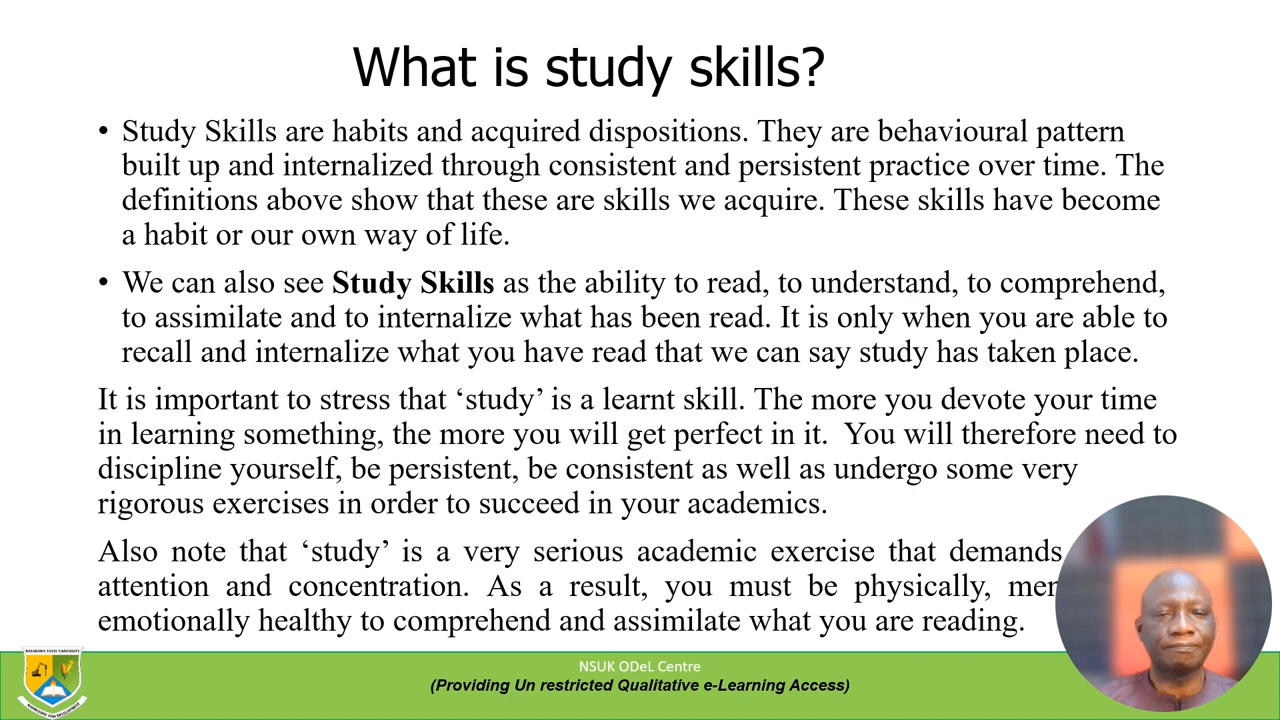 What is study skills?
• Study Skills are habits and acquired dispositions. They are behavioural pattern
built up and internalized through consistent and persistent practice over time. The
definitions above show that these are skills we acquire. These skills have become
a habit or our own way of life.
• We can also see Study Skills as the ability to read, to understand, to comprehend,
to assimilate and to internalize what has been read. It is only when you are able to
recall and internalize what you have read that we can say study has taken place.
It is important to stress that ‘study’ is a learnt skill. The more you devote your time
in learning something, the more you will get perfect in it.  You will therefore need to
discipline yourself, be persistent, be consistent as well as undergo some very
rigorous exercises in order to succeed in your academics.
Also note that ‘study’ is a very serious academic exercise that demands
attention and concentration. As a result, you must be physically,
emotionally healthy to comprehend and assimilate what you are reading.
NASARAWA STATE UNIVERSITY
NSUK ODeL Centre
(Providing Un restricted Qualitative e-Learning Access)